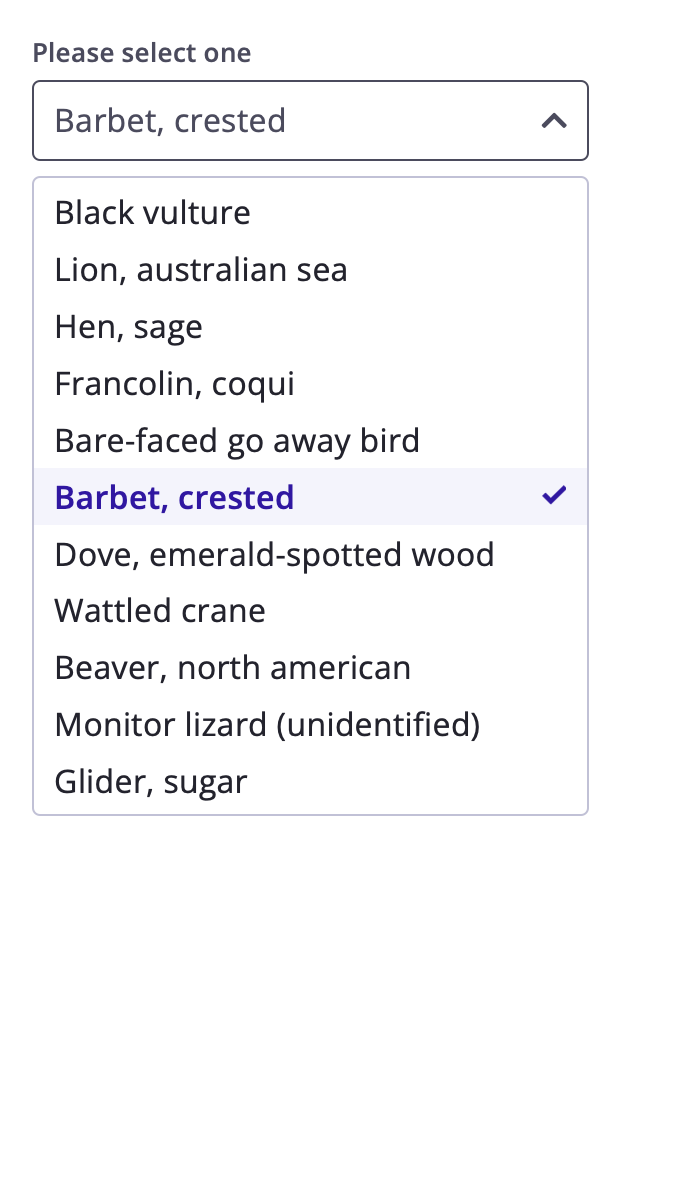 Please select one
Barbet, crested
Black vulture
Lion, australian sea
Hen, sage
Francolin, coqui
Bare-faced go away bird
Barbet, crested
Dove, emerald-spotted wood
Wattled crane
Beaver, north american
Monitor lizard (unidentified)
Glider, sugar